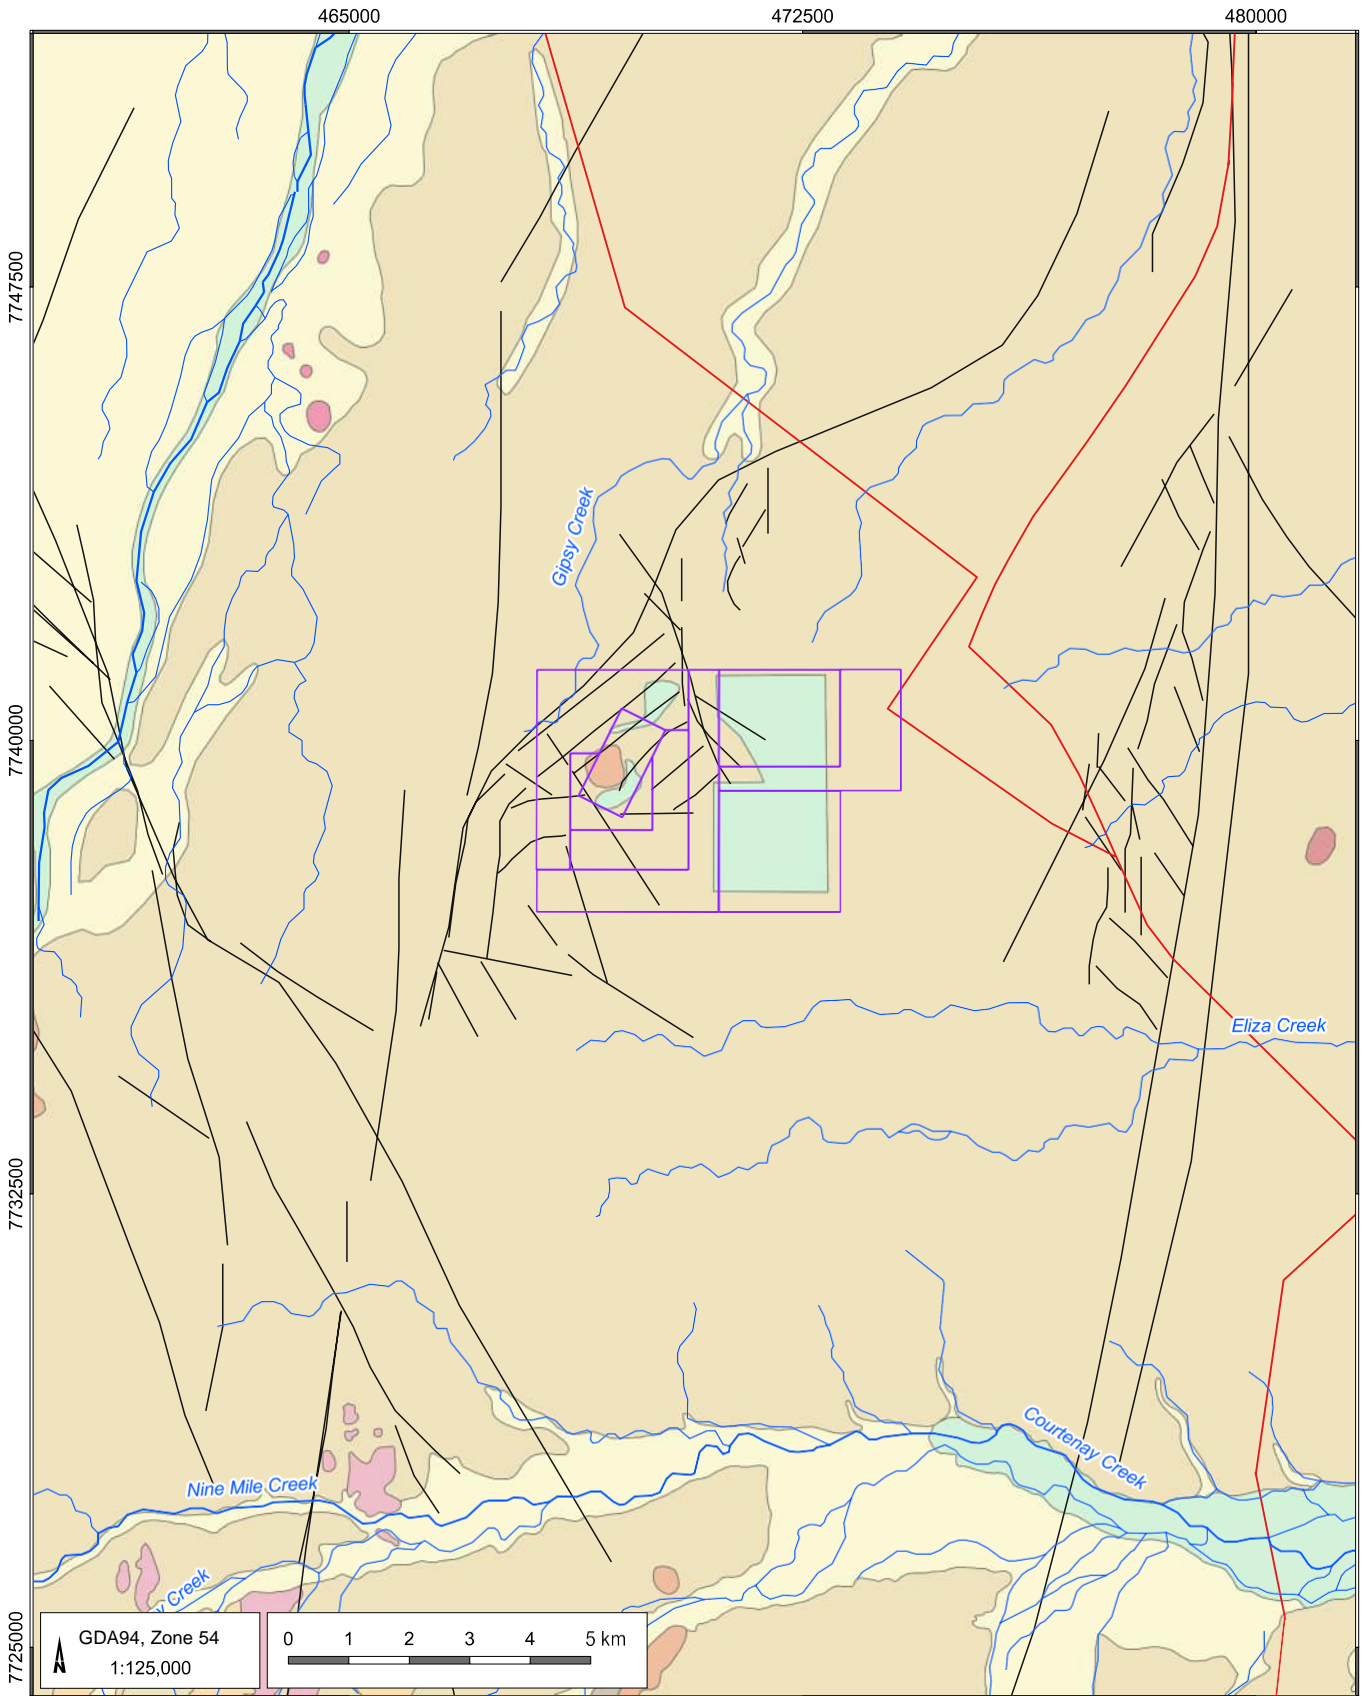 465000
472500
480000
7747500
7740000
7732500
7725000
Gipsy Creek
Eliza Creek
Courtenay Creek
Nine Mile Creek
Creek
GDA94, Zone 54
1:125,000
N
0 1 2 3 4 5 km